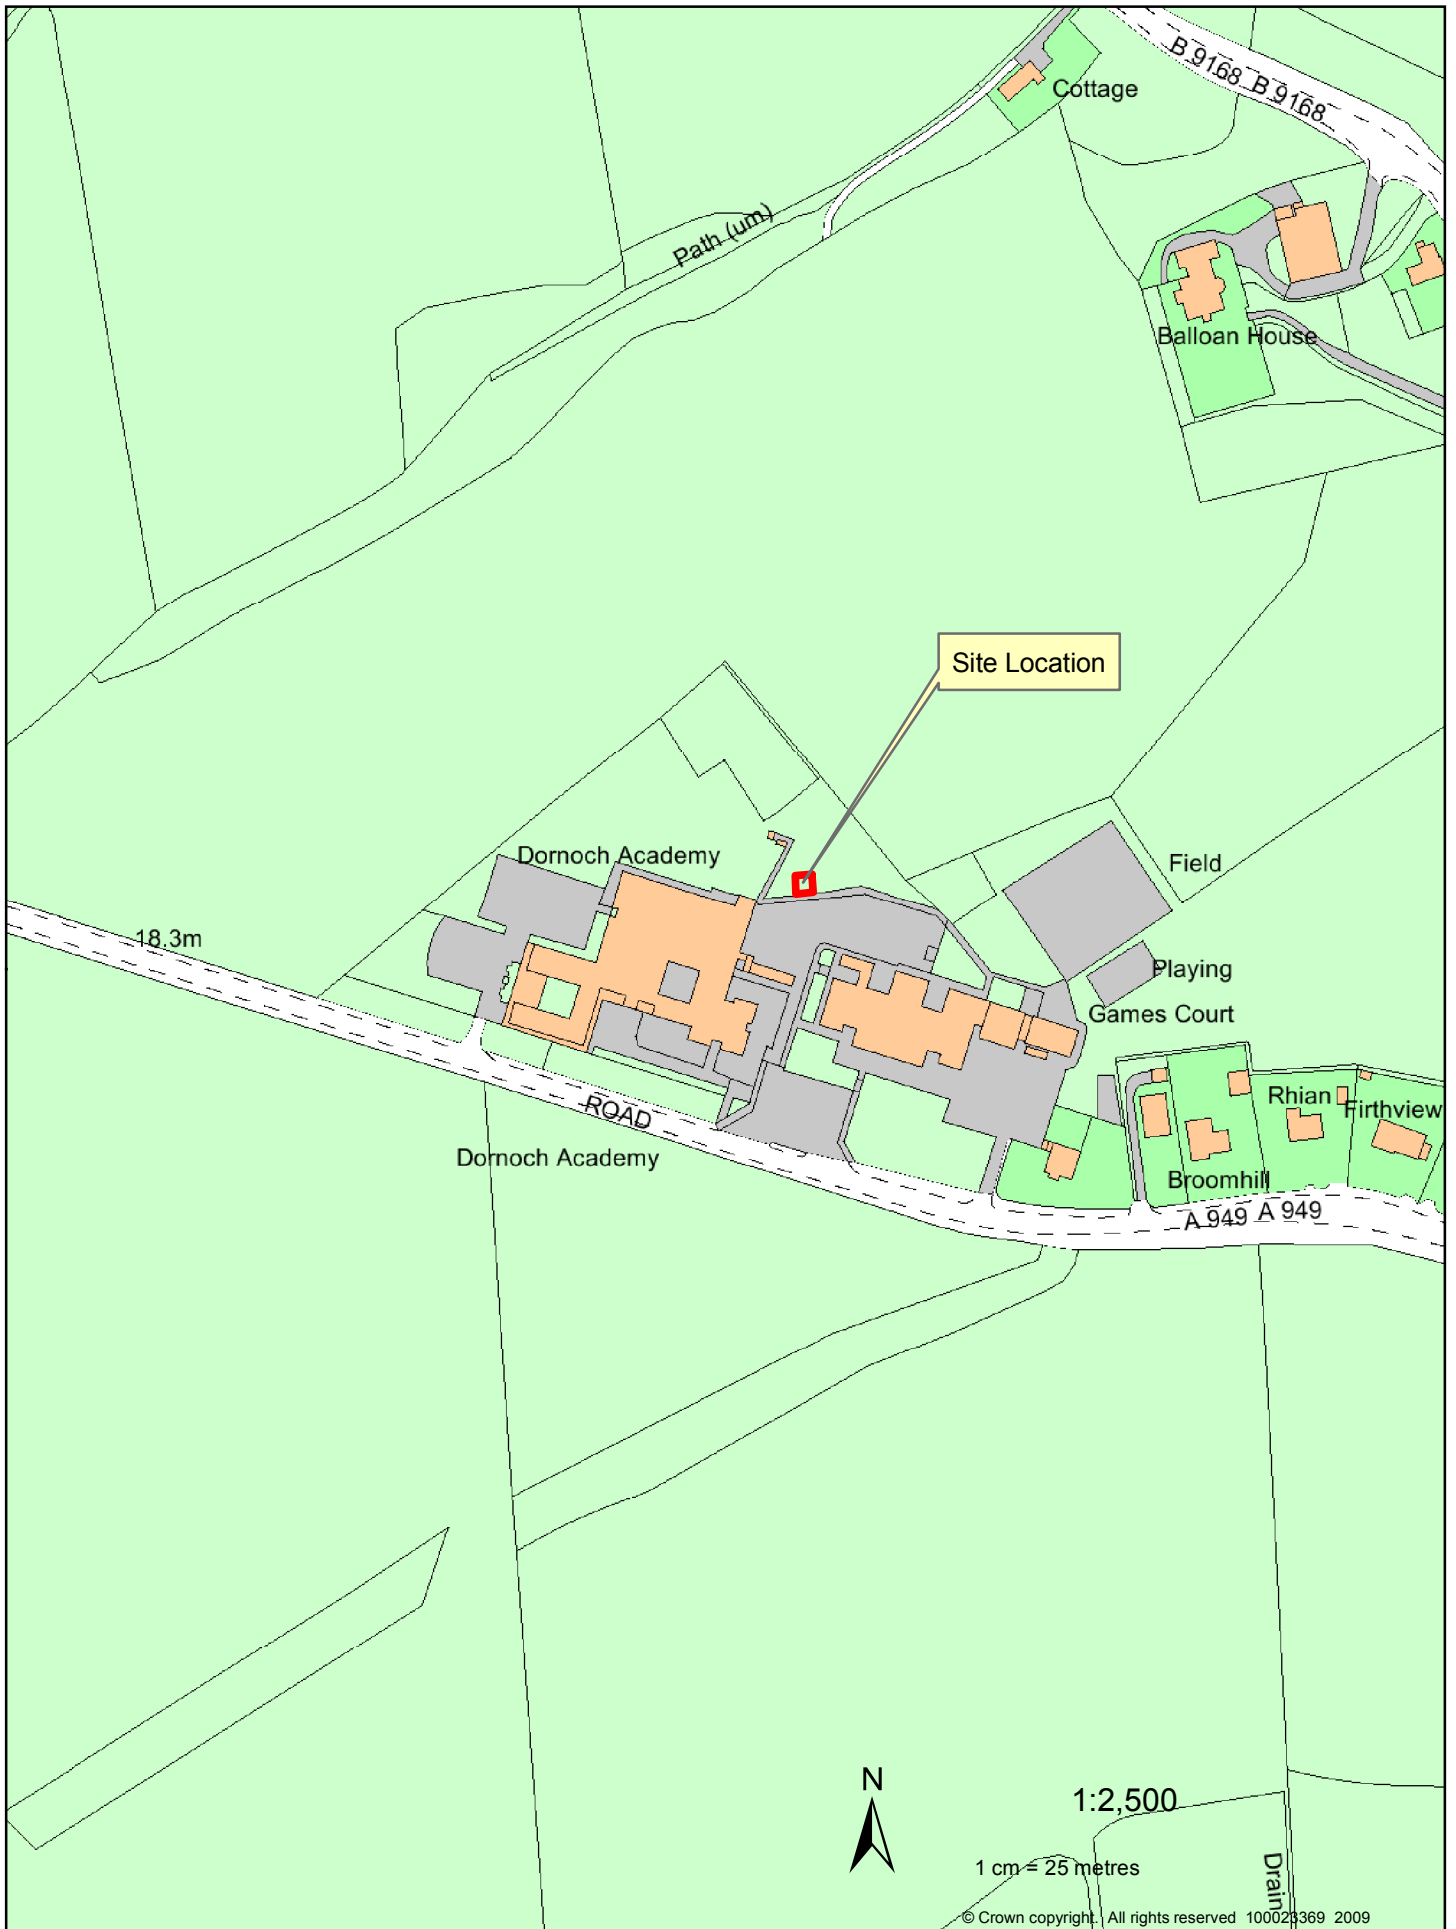 B 9168 B 9168
Cottage
Path (um)
Balloan House
Site Location
Dornoch Academy
Field
18.3m
Playing
Games Court
ROAD
Rhian
Firthview
Dornoch Academy
Broomhill
A 949 A 949
N
1:2,500
1 cm = 25 metres
Drain
© Crown copyright. All rights reserved 100023369 2009